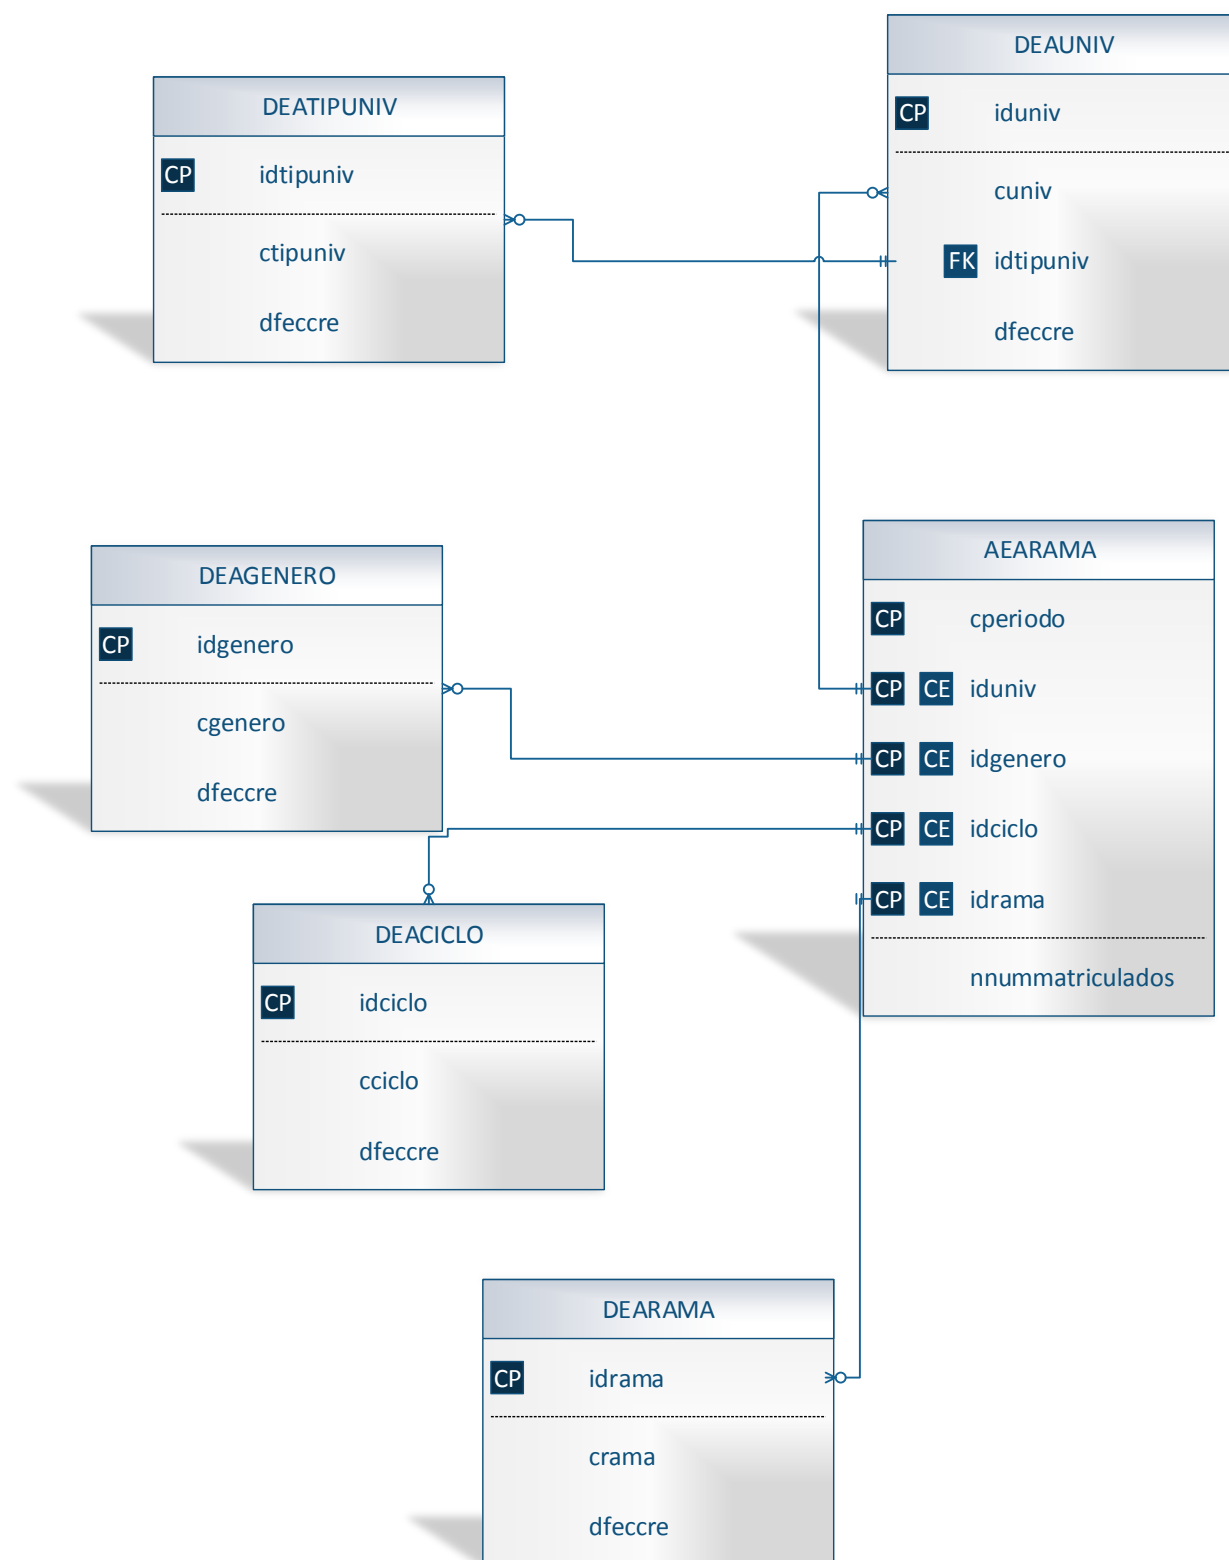 DEAUNIV
CP iduniv
cuniv
FK idtipuniv
dfeccre
DEATIPUNIV
CP idtipuniv
ctipuniv
dfeccre
DEAGENERO
CP idgenero
cgenero
dfeccre
AEARAMA
CP cperiodo
CP CE iduniv
CP CE idgenero
CP CE idciclo
CP CE idrama
nnummatriculados
DEACICLO
CP idciclo
cciclo
dfeccre
DEARAMA
CP idrama
crama
dfeccre